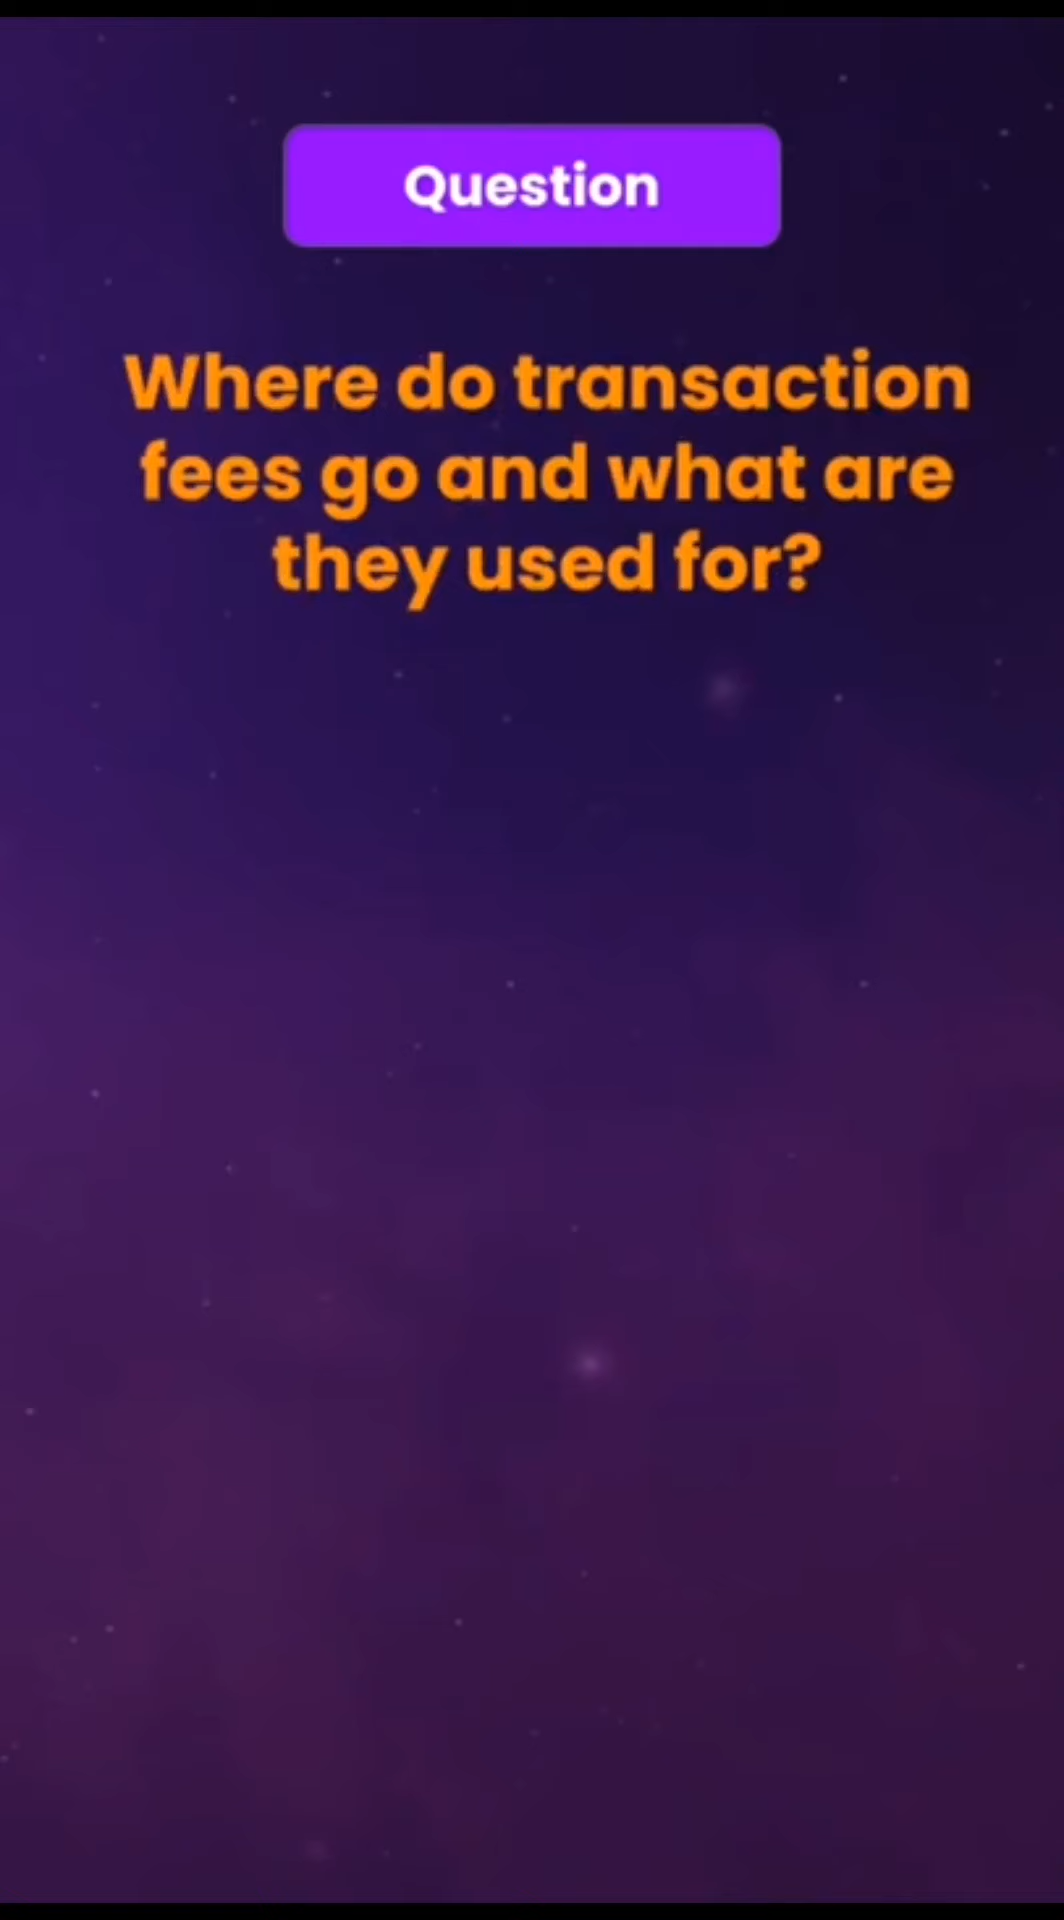 Question
Where do transaction
fees go and what are
they used for?